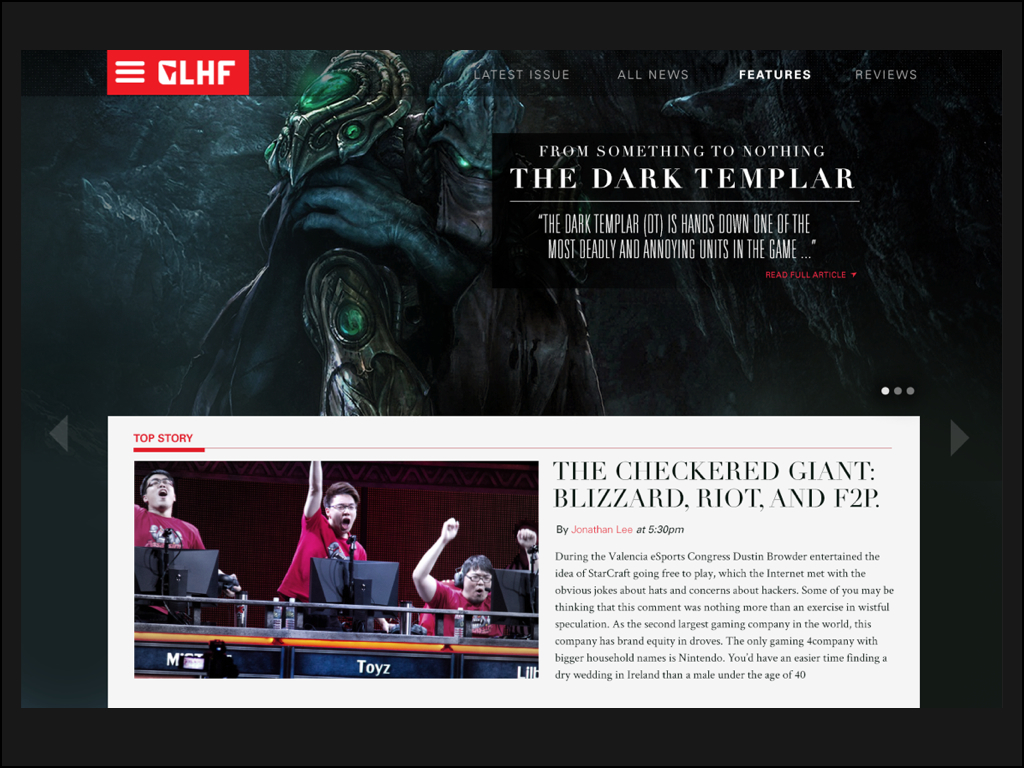 GLHF
LATEST ISSUE
ALL NEWS
FEATURES
REVIEWS
FROM SOMETHING TO NOTHING
THE DARK TEMPLAR
“THE DARK TEMPLAR (DT) IS HANDS DOWN ONE OF THE
MOST DEADLY AND ANNOYING UNITS IN THE GAME ...”
READ FULL ARTICLE
TOP STORY
THE CHECKERED GIANT:
BLIZZARD, RIOT, AND F2P.
By Jonathan Lee at 5:30pm
During the Valencia eSports Congress Dustin Browder entertained the
idea of StarCraft going free to play, which the Internet met with the
obvious jokes about hats and concerns about hackers. Some of you may be
thinking that this comment was nothing more than an exercise in wistful
speculation. As the second largest gaming company in the world, this
company has brand equity in droves. The only gaming 4company with
bigger household names is Nintendo. You’d have an easier time finding a
dry wedding in Ireland than a male under the age of 40
Toyz